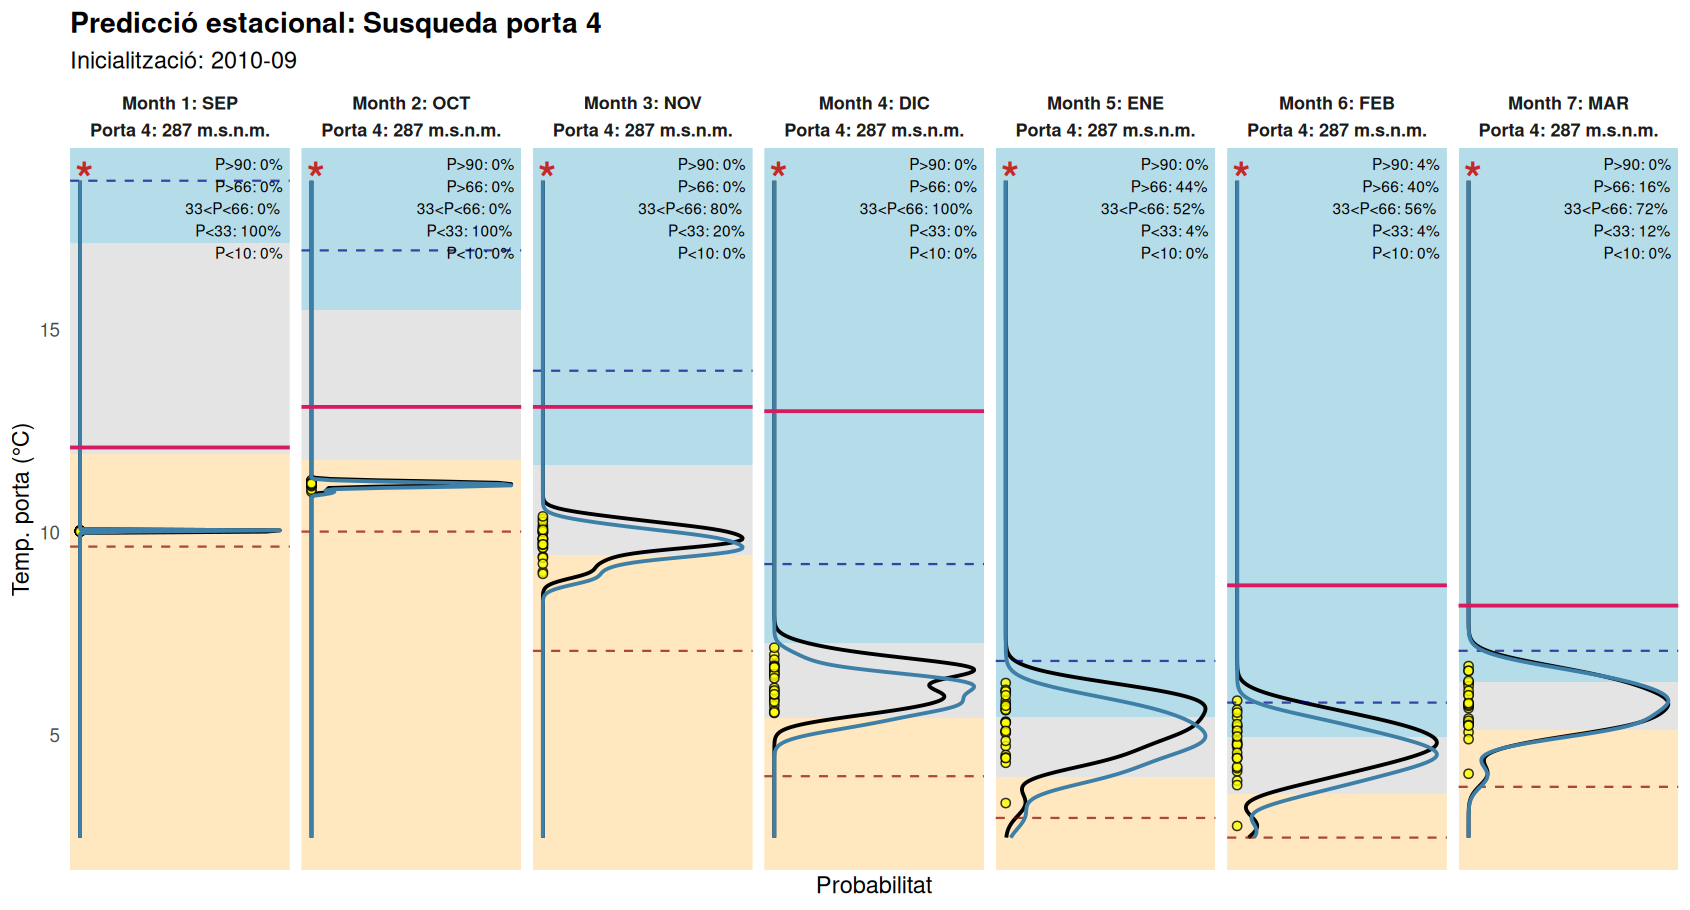 Predicció estacional: Susqueda porta 4
Inicialització: 2010-09
Month 1: SEP
Porta 4: 287 m.s.n.m.
Month 2: OCT
Porta 4: 287 m.s.n.m.
Month 3: NOV
Porta 4: 287 m.s.n.m.
Month 4: DIC
Porta 4: 287 m.s.n.m.
Month 5: ENE
Porta 4: 287 m.s.n.m.
Month 6: FEB
Porta 4: 287 m.s.n.m.
Month 7: MAR
Porta 4: 287 m.s.n.m.
*
P>90: 0%
P>66: 0%
33<P<66: 0%
P<33: 100%
P<10: 0%
*
P>90: 0%
P>66: 0%
33<P<66: 0%
P<33: 100%
P<10: 0%
*
P>90: 0%
P>66: 0%
33<P<66: 80%
P<33: 20%
P<10: 0%
*
P>90: 0%
P>66: 0%
33<P<66: 100%
P<33: 0%
P<10: 0%
*
P>90: 0%
P>66: 44%
33<P<66: 52%
P<33: 4%
P<10: 0%
*
P>90: 4%
P>66: 40%
33<P<66: 56%
P<33: 4%
P<10: 0%
*
P>90: 0%
P>66: 16%
33<P<66: 72%
P<33: 12%
P<10: 0%
15
10
5
Temp. porta (°C)
Probabilitat